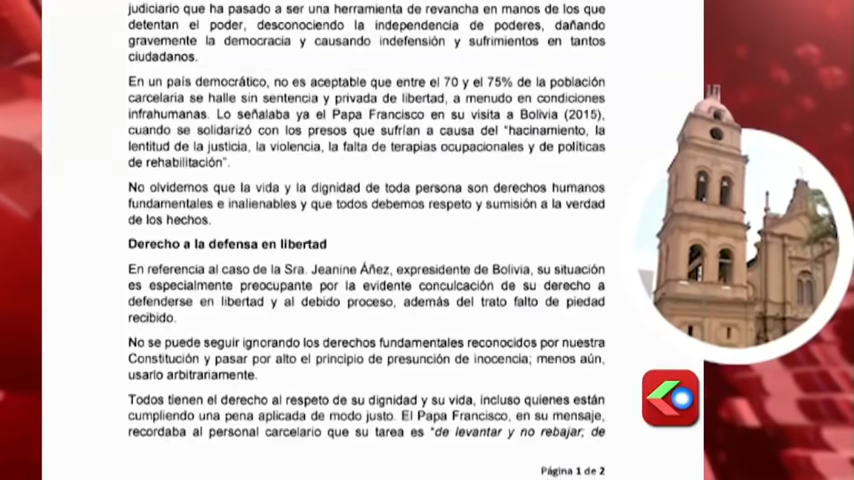 judiciario que ha pasado a ser una herramienta de revancha en manos de los que
detentan el poder, desconociendo la independencia de poderes, dañando
gravemente la democracia y causando indefensión y sufrimientos en tantos
ciudadanos.
En un país democrático, no es aceptable que entre el 70 y el 75% de la población
carcelaria se halle sin sentencia y privada de libertad, a menudo en condiciones
infrahumanas. Lo señalaba ya el Papa Francisco en su visita a Bolivia (2015),
cuando se solidarizó con los presos que sufrían a causa del "hacinamiento, la
lentitud de la justicia, la violencia, la falta de terapias ocupacionales y de políticas
de rehabilitación".
No olvidemos que la vida y la dignidad de toda persona son derechos humanos
fundamentales e inalienables y que todos debemos respeto y sumisión a la verdad
de los hechos.
Derecho a la defensa en libertad
En referencia al caso de la Sra. Jeanine Áñez, expresidente de Bolivia, su situación
es especialmente preocupante por la evidente conculcación de su derecho a
defenderse en libertad y al debido proceso, además del trato falto de piedad
recibido.
No se puede seguir ignorando los derechos fundamentales reconocidos por nuestra
Constitución y pasar por alto el principio de presunción de inocencia; menos aún,
usarlo arbitrariamente.
Todos tienen el derecho al respeto de su dignidad y su vida, incluso quienes están
cumpliendo una pena aplicada de modo justo. El Papa Francisco, en su mensaje,
recordaba al personal carcelario que su tarea es "de levantar y no rebajar; de
Página 1 de 2